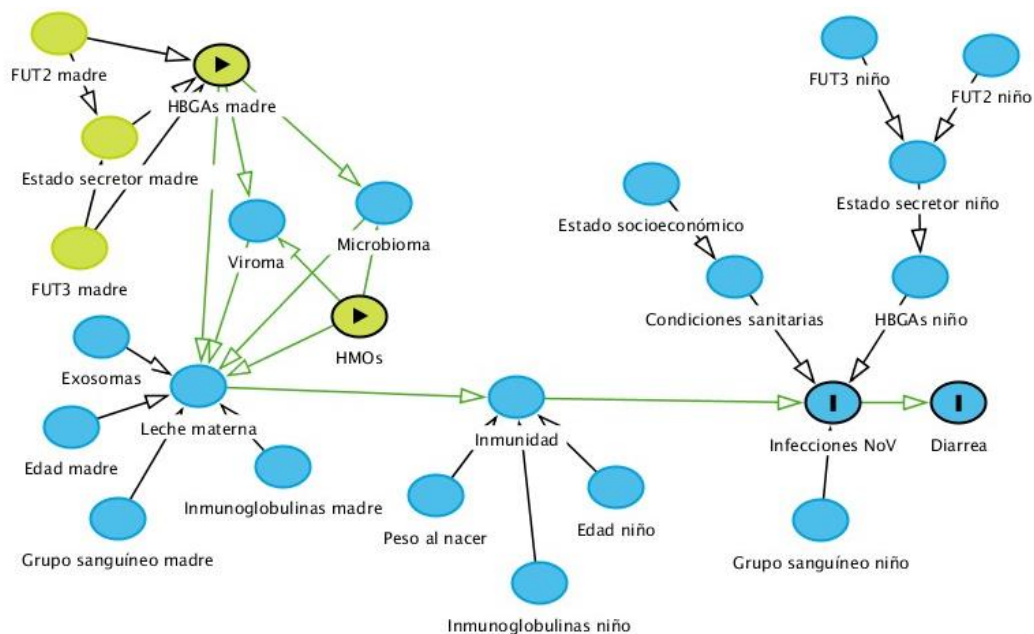 FUT2 madre
HBGAs madre
FUT3 niño
FUT2 niño
Estado secretor madre
Estado secretor niño
Estado socioeconómico
Microbioma
Viroma
FUT3 madre
Condiciones sanitarias
HBGAs niño
HMOs
Exosomas
Leche materna
Inmunidad
Infecciones NoV
Diarrea
Edad madre
Inmunoglobulinas madre
Peso al nacer
Edad niño
Grupo sanguíneo madre
Grupo sanguíneo niño
Inmunoglobulinas niño